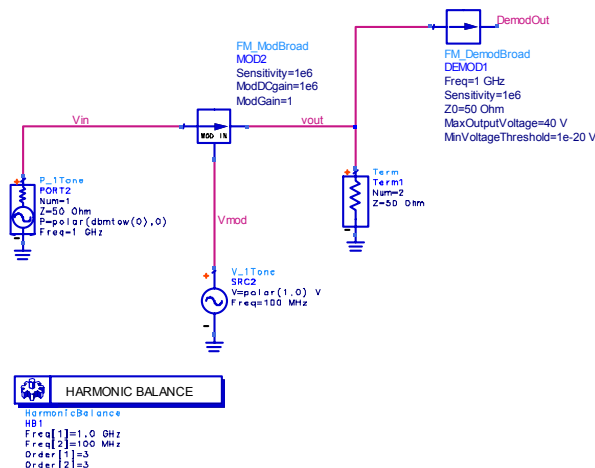 DemodOut
FM_DemodBroad
DEMOD1
Freq=1 GHz
Sensitivity=1e6
Z0=50 Ohm
MaxOutputVoltage=40 V
MinVoltageThreshold=1e-20 V
FM_ModBroad
MOD2
Sensitivity=1e6
ModDCgain=1e6
ModGain=1
Vin
MOD IN
vout
P_1Tone
PORT2
Num=1
Z=50 Ohm
P=polar(dbmtow(0),0)
Freq=1 GHz
Term
Term1
Num=2
Z=50 Ohm
Vmod
V_1Tone
SRC2
V=polar(1,0) V
Freq=100 MHz
HARMONIC BALANCE
HarmonicBalance
HB1
Freq[1]=1.0 GHz
Freq[2]=100 MHz
Order[1]=3
Order[2]=3